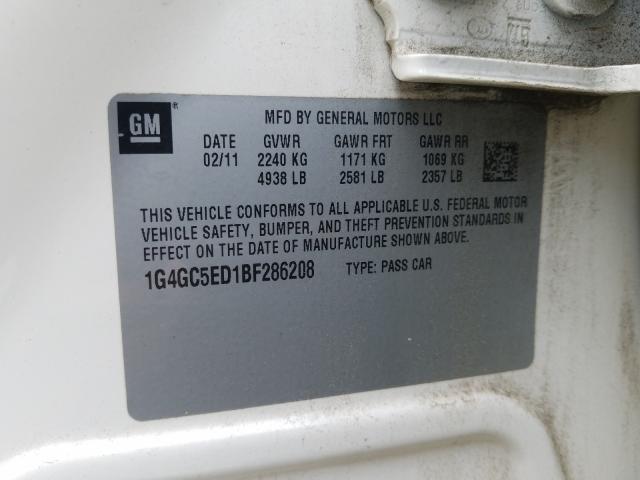 GM ® MFD BY GENERAL MOTORS LLC
DATE GVWR GAWR FRT GAWR RR
02/11 2240 KG 1171 KG 1069 KG
4938 LB 2581 LB 2357 LB
THIS VEHICLE CONFORMS TO ALL APPLICABLE U.S. FEDERAL MOTOR
VEHICLE SAFETY, BUMPER, AND THEFT PREVENTION STANDARDS IN
EFFECT ON THE DATE OF MANUFACTURE SHOWN ABOVE.
1G4GC5ED1BF286208 TYPE: PASS CAR